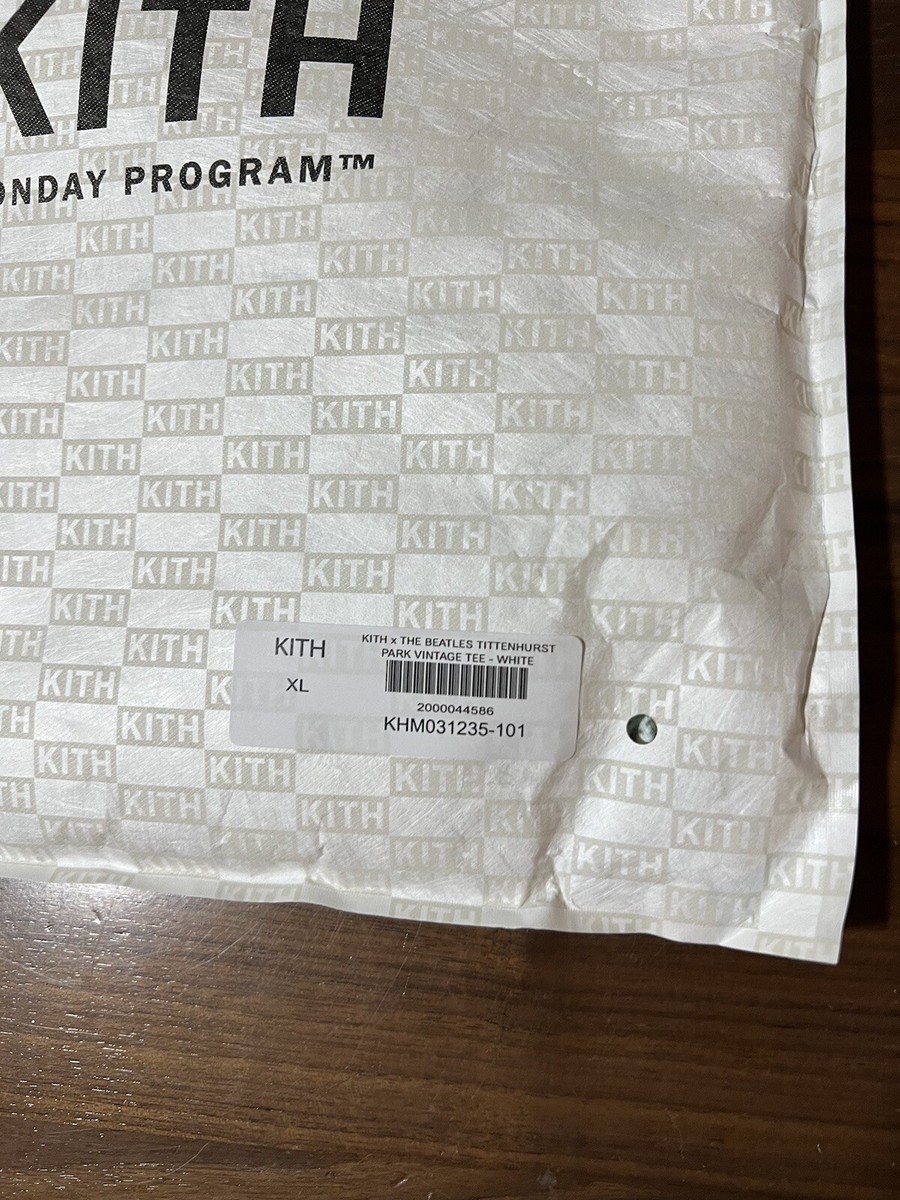 KITH
ONDAY PROGRAM™
KITH
KITH x THE BEATLES TITTENHURST
PARK VINTAGE TEE - WHITE
XL
2000044586
KHM031235-101